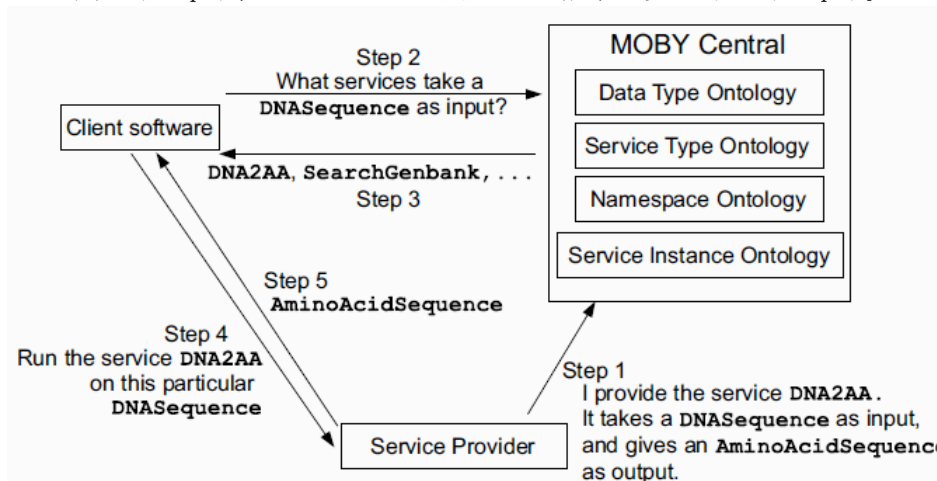 MOBY Central
Data Type Ontology
Service Type Ontology
Namespace Ontology
Service Instance Ontology
Step 2
What services take a
DNASequence as input?
Client software
DNA2AA, SearchGenbank, ...
Step 3
Step 5
AminoAcidSequence
Step 4
Run the service DNA2AA
on this particular
DNASequence
Service Provider
Step 1
I provide the service DNA2AA.
It takes a DNASequence as input,
and gives an AminoAcidSequence
as output.